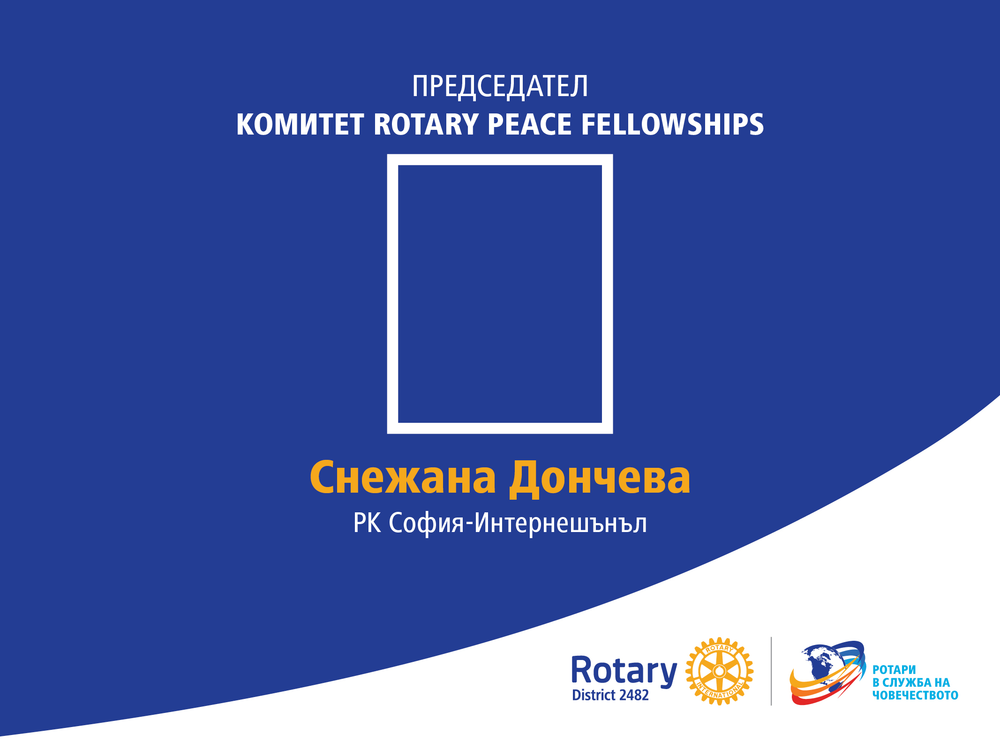 ПРЕДСЕДАТЕЛ
КОМИТЕТ ROTARY PEACE FELLOWSHIPS
Снежана Дончева
РК София-Интернешънъл
Rotary
District 2482
ROTARY
INTERNATIONAL
РОТАРИ
В СЛУЖБА НА
ЧОВЕЧЕСТВОТО